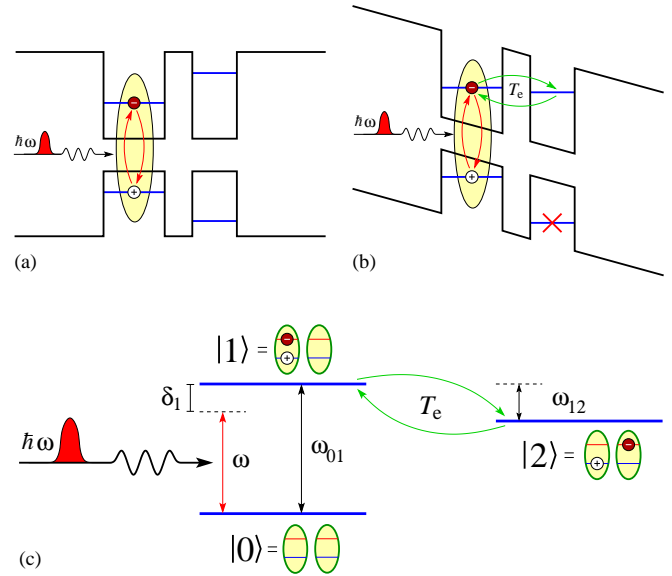 ħω
−
+
(a)
ħω
−
+
Tₑ
(b)
|1⟩ =
−
+
δ₁
Tₑ
ω₁₂
ħω
ω
ω₀₁
|2⟩ =
−
+
|0⟩ =
(c)